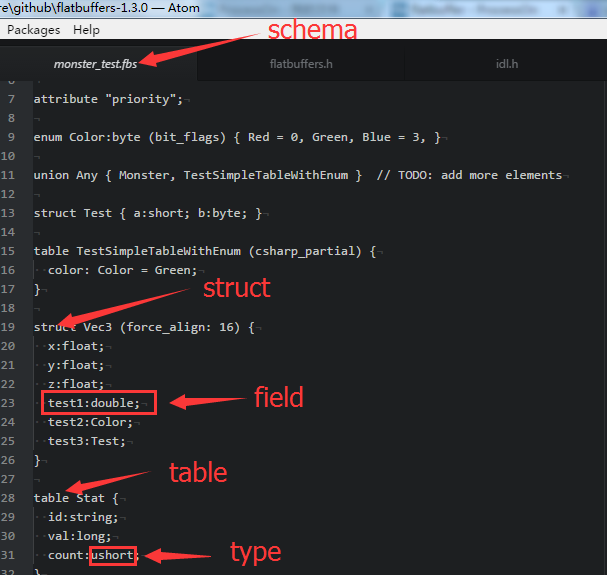 re\github\flatbuffers-1.3.0 — Atom
Packages Help
schema
monster_test.fbs flatbuffers.h idl.h
7 attribute "priority";
8
9 enum Color:byte (bit_flags) { Red = 0, Green, Blue = 3, }
10
11 union Any { Monster, TestSimpleTableWithEnum } // TODO: add more elements
12
13 struct Test { a:short; b:byte; }
14
15 table TestSimpleTableWithEnum (csharp_partial) {
16 color: Color = Green;
17 }
struct
18
19 struct Vec3 (force_align: 16) {
20 x:float;
21 y:float;
22 z:float;
23 test1:double; field
24 test2:Color;
25 test3:Test;
26 }
27
table
28 table Stat {
29 id:string;
30 val:long;
31 count:ushort; type
}